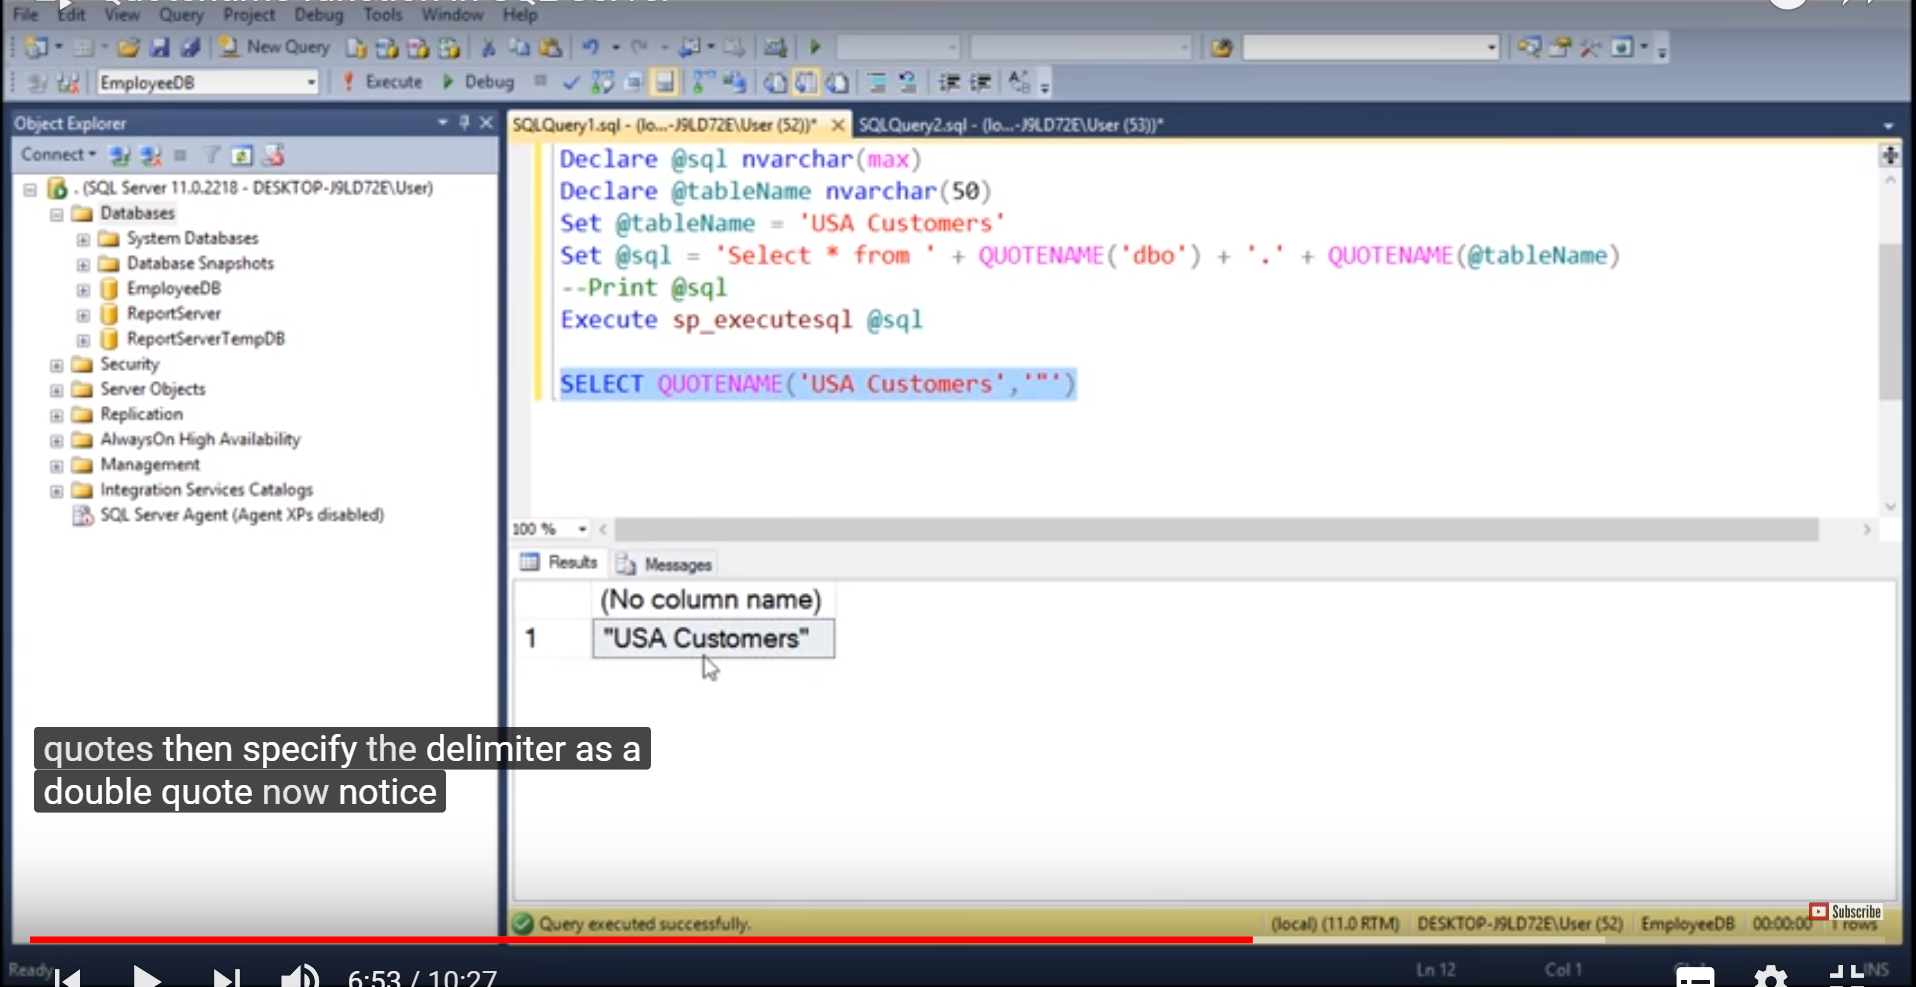 File Edit View Query Project Debug Tools Window Help
New Query
EmployeeDB Execute Debug
Object Explorer
Connect
. (SQL Server 11.0.2218 - DESKTOP-J9LD72E\User)
Databases
System Databases
Database Snapshots
EmployeeDB
ReportServer
ReportServerTempDB
Security
Server Objects
Replication
AlwaysOn High Availability
Management
Integration Services Catalogs
SQL Server Agent (Agent XPs disabled)
SQLQuery1.sql - (lo...-J9LD72E\User (52))* SQLQuery2.sql - (lo...-J9LD72E\User (53))*
Declare @sql nvarchar(max)
Declare @tableName nvarchar(50)
Set @tableName = 'USA Customers'
Set @sql = 'Select * from ' + QUOTENAME('dbo') + '.' + QUOTENAME(@tableName)
--Print @sql
Execute sp_executesql @sql
SELECT QUOTENAME('USA Customers','"')
100 %
Results Messages
(No column name)
1 "USA Customers"
quotes then specify the delimiter as a
double quote now notice
Subscribe
Query executed successfully. (local) (11.0 RTM) DESKTOP-J9LD72E\User (52) EmployeeDB 00:00:00 1 rows
Ready Ln 12 Col 1 INS
6:53 / 10:27